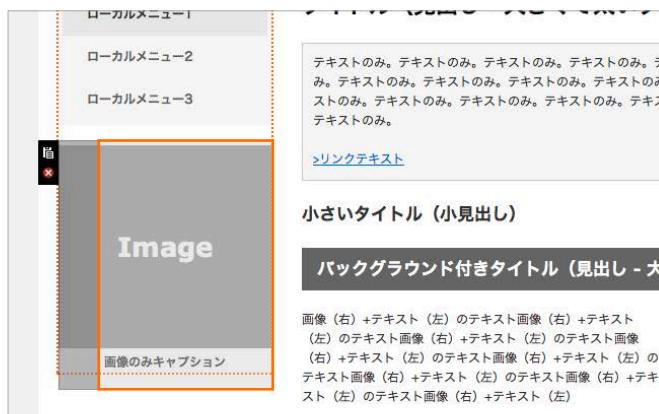 ローカルメニュー1
ローカルメニュー2
ローカルメニュー3
Image
画像のみキャプション
テキストのみ。テキストのみ。テキストのみ。テキストのみ。テ
み。テキストのみ。テキストのみ。テキストのみ。テキストのみ
ストのみ。テキストのみ。テキストのみ。テキストのみ。テキス
テキストのみ。
>リンクテキスト
小さいタイトル（小見出し）
バックグラウンド付きタイトル（見出し - 大
画像（右）+テキスト（左）のテキスト画像（右）+テキスト
（左）のテキスト画像（右）+テキスト（左）のテキスト画像
（右）+テキスト（左）のテキスト画像（右）+テキスト（左）の
テキスト画像（右）+テキスト（左）のテキスト画像（右）+テキ
スト（左）のテキスト画像（右）+テキスト（左）